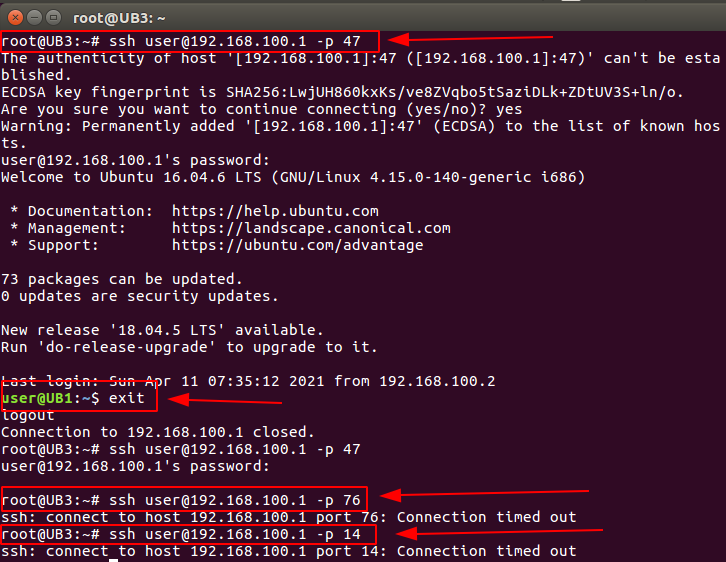 root@UB3: ~
root@UB3:~# ssh user@192.168.100.1 -p 47
The authenticity of host '[192.168.100.1]:47 ([192.168.100.1]:47)' can't be esta
blished.
ECDSA key fingerprint is SHA256:LwjUH860kxKs/ve8ZVqbo5tSaziDLk+ZDtUV3S+ln/o.
Are you sure you want to continue connecting (yes/no)? yes
Warning: Permanently added '[192.168.100.1]:47' (ECDSA) to the list of known hos
ts.
user@192.168.100.1's password:
Welcome to Ubuntu 16.04.6 LTS (GNU/Linux 4.15.0-140-generic i686)

 * Documentation:  https://help.ubuntu.com
 * Management:     https://landscape.canonical.com
 * Support:        https://ubuntu.com/advantage

73 packages can be updated.
0 updates are security updates.

New release '18.04.5 LTS' available.
Run 'do-release-upgrade' to upgrade to it.

Last login: Sun Apr 11 07:35:12 2021 from 192.168.100.2
user@UB1:~$ exit
logout
Connection to 192.168.100.1 closed.
root@UB3:~# ssh user@192.168.100.1 -p 47
user@192.168.100.1's password:

root@UB3:~# ssh user@192.168.100.1 -p 76
ssh: connect to host 192.168.100.1 port 76: Connection timed out
root@UB3:~# ssh user@192.168.100.1 -p 14
ssh: connect to host 192.168.100.1 port 14: Connection timed out